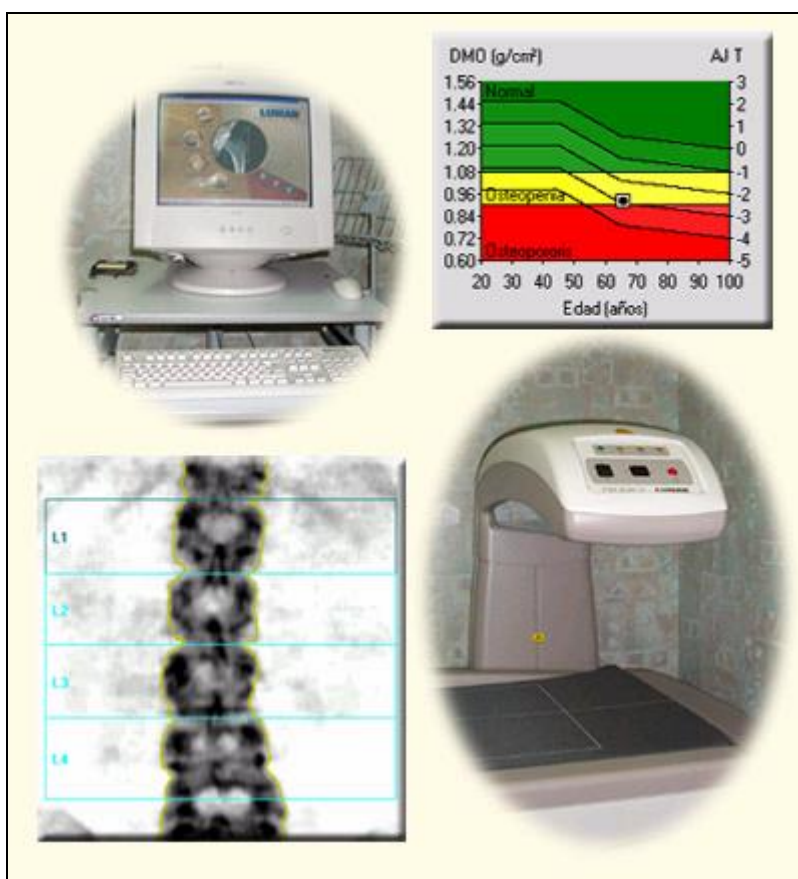 LUNAR
DMO (g/cm²) AJ T
1.56 3
1.44 Normal 2
1.32 1
1.20 0
1.08 -1
0.96 Osteopenia -2
0.84 -3
0.72 -4
0.60 Osteoporosis -5
20 30 40 50 60 70 80 90 100
Edad (años)
L1
L2
L3
L4
LUNAR